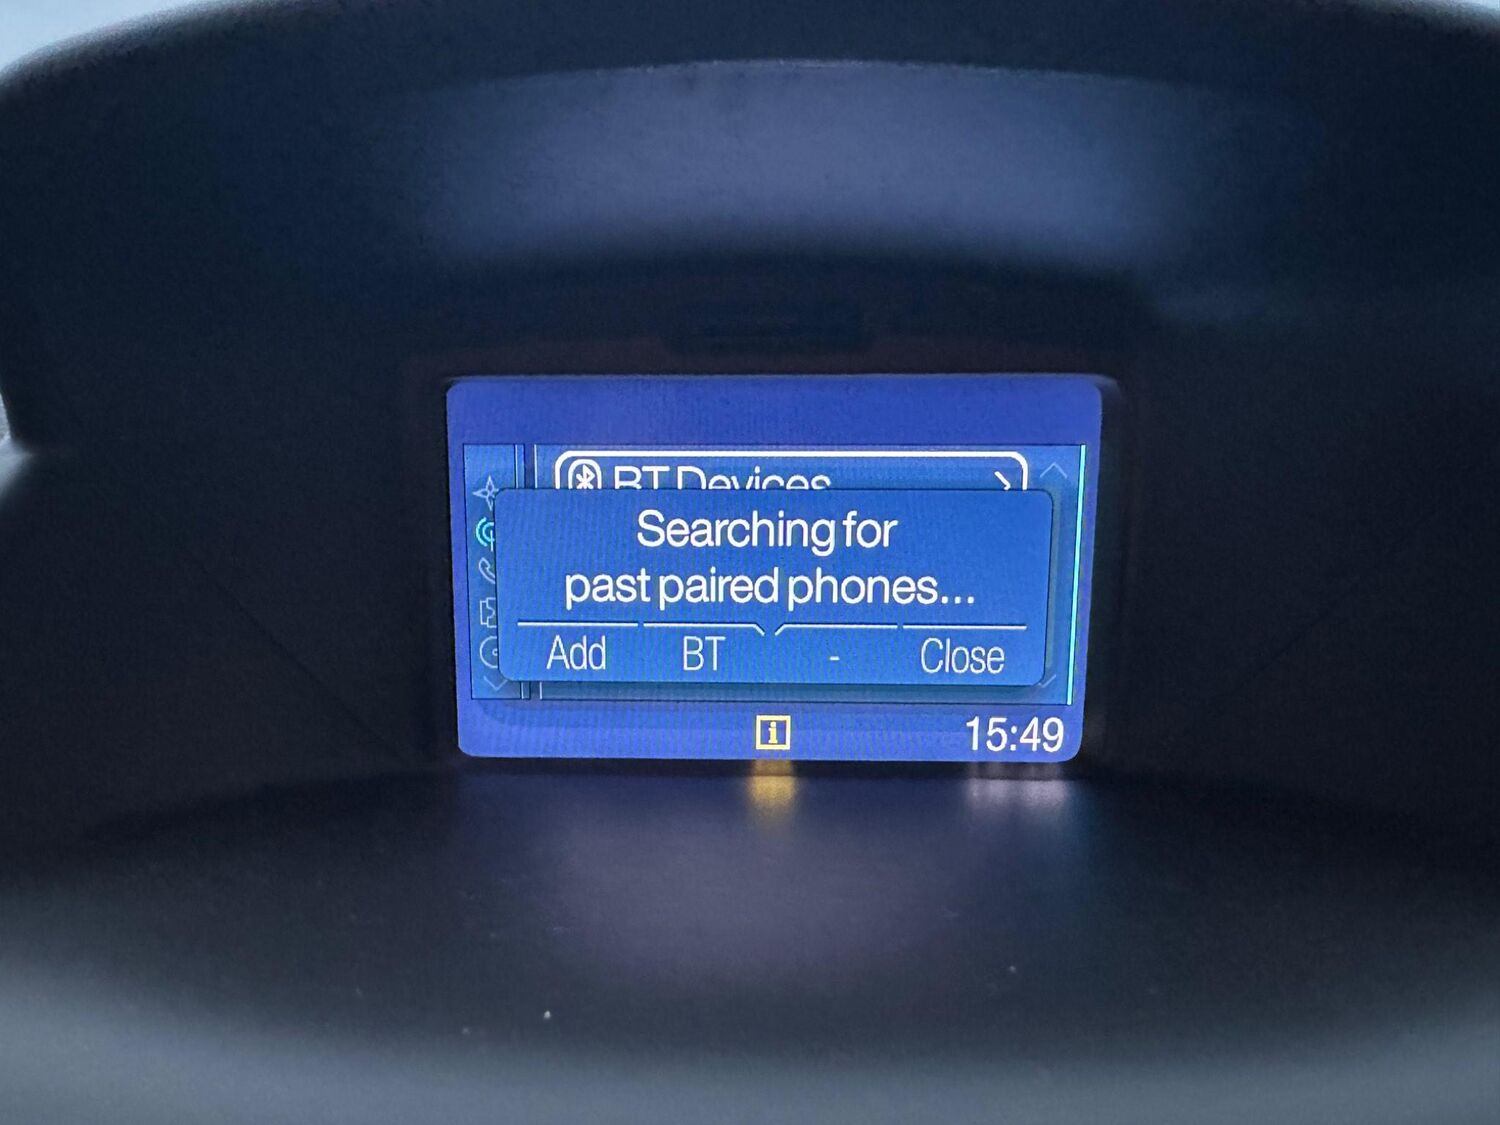 BT Devices
Searching for
past paired phones...
Add BT - Close
i 15:49